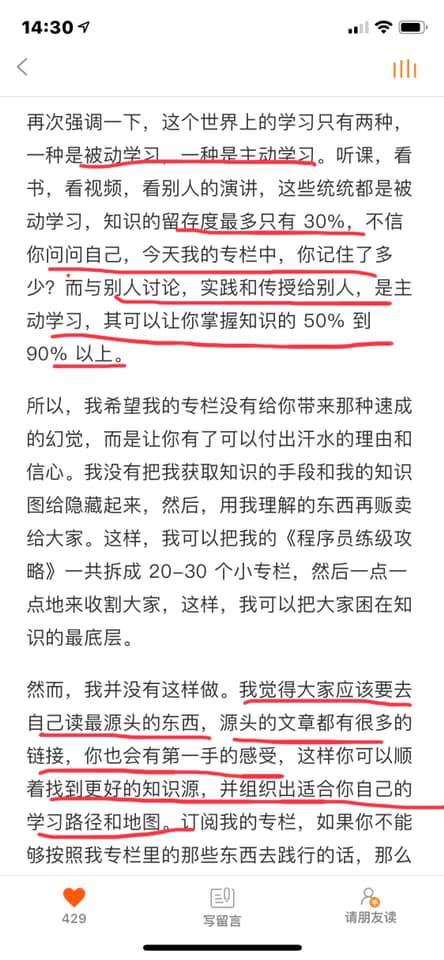 14:30
再次强调一下，这个世界上的学习只有两种，
一种是被动学习，一种是主动学习。听课，看
书，看视频，看别人的演讲，这些统统都是被
动学习，知识的留存度最多只有 30%，不信
你问问自己，今天我的专栏中，你记住了多
少？而与别人讨论，实践和传授给别人，是主
动学习，其可以让你掌握知识的 50% 到
90% 以上。
所以，我希望我的专栏没有给你带来那种速成
的幻觉，而是让你有了可以付出汗水的理由和
信心。我没有把我获取知识的手段和我的知识
图给隐藏起来，然后，用我理解的东西再贩卖
给大家。这样，我可以把我的《程序员练级攻
略》一共拆成 20-30 个小专栏，然后一点一
点地来收割大家，这样，我可以把大家困在知
识的最底层。
然而，我并没有这样做。我觉得大家应该要去
自己读最源头的东西，源头的文章都有很多的
链接，你也会有第一手的感受，这样你可以顺
着找到更好的知识源，并组织出适合你自己的
学习路径和地图。订阅我的专栏，如果你不能
够按照我专栏里的那些东西去践行的话，那么
429
写留言
请朋友读